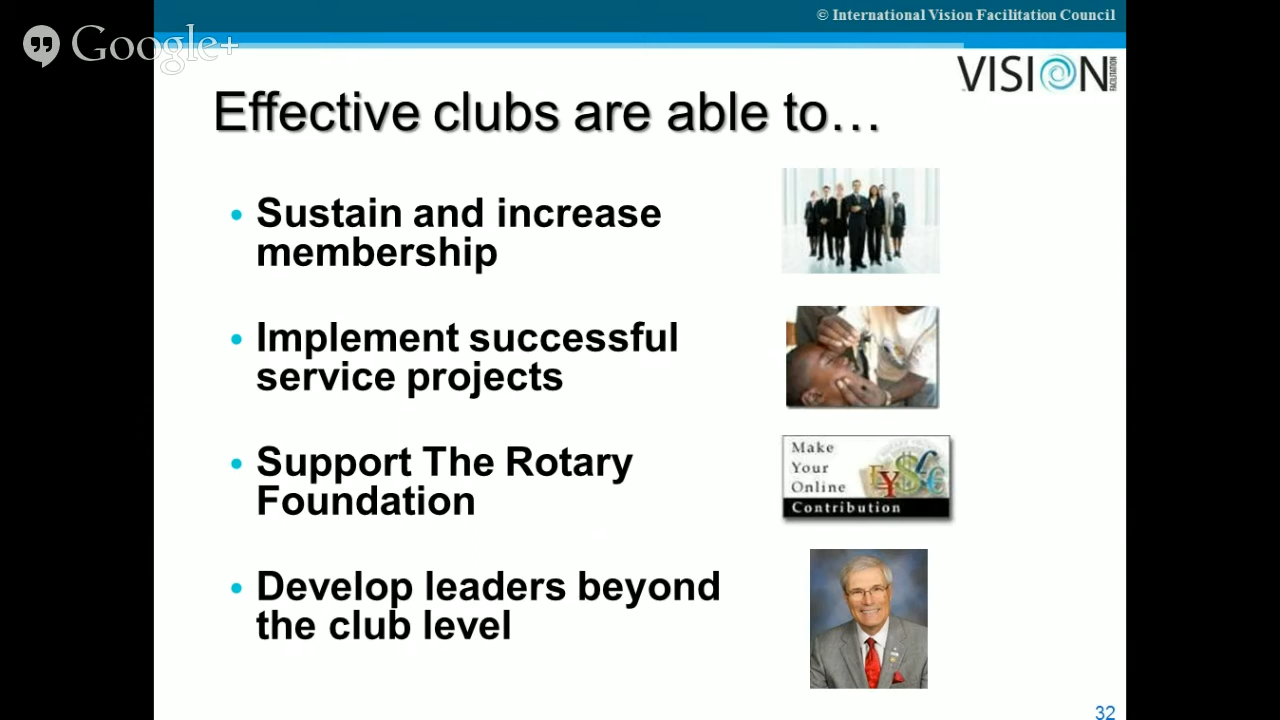 © International Vision Facilitation Council
Google+
VISION
FACILITATION
Effective clubs are able to…
• Sustain and increase
membership
• Implement successful
service projects
• Support The Rotary
Foundation
Make
Your
Online
Contribution
• Develop leaders beyond
the club level
32